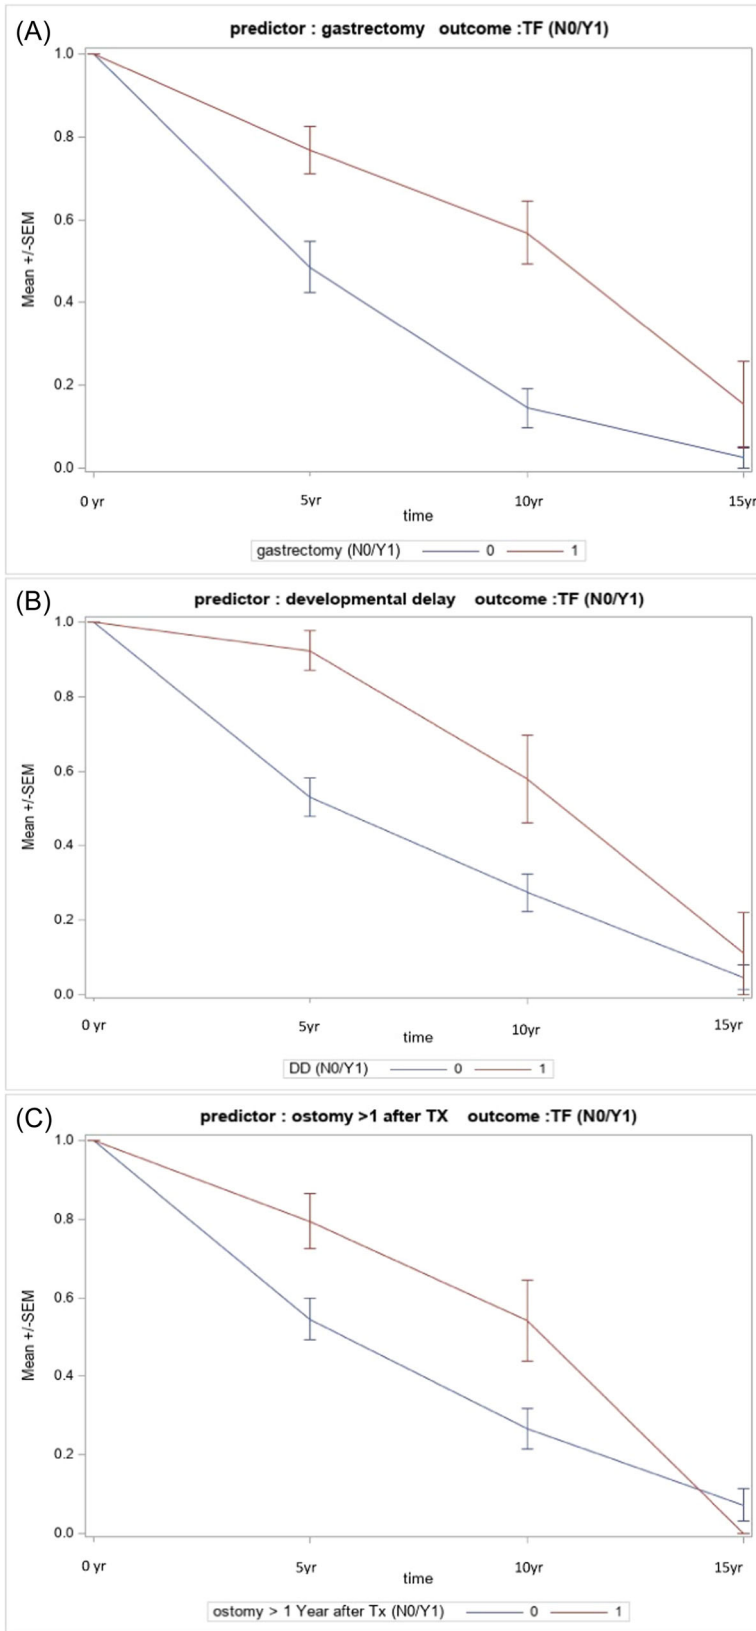 (A)
predictor : gastrectomy outcome :TF (N0/Y1)
1.0
0.8
0.6
0.4
0.2
0.0
Mean +/-SEM
0 yr 5yr 10yr 15yr
time
gastrectomy (N0/Y1) 0 1
(B)
predictor : developmental delay outcome :TF (N0/Y1)
1.0
0.8
0.6
0.4
0.2
0.0
Mean +/-SEM
0 yr 5yr 10yr 15yr
time
DD (N0/Y1) 0 1
(C)
predictor : ostomy >1 after TX outcome :TF (N0/Y1)
1.0
0.8
0.6
0.4
0.2
0.0
Mean +/-SEM
0 yr 5yr 10yr 15yr
time
ostomy > 1 Year after Tx (N0/Y1) 0 1